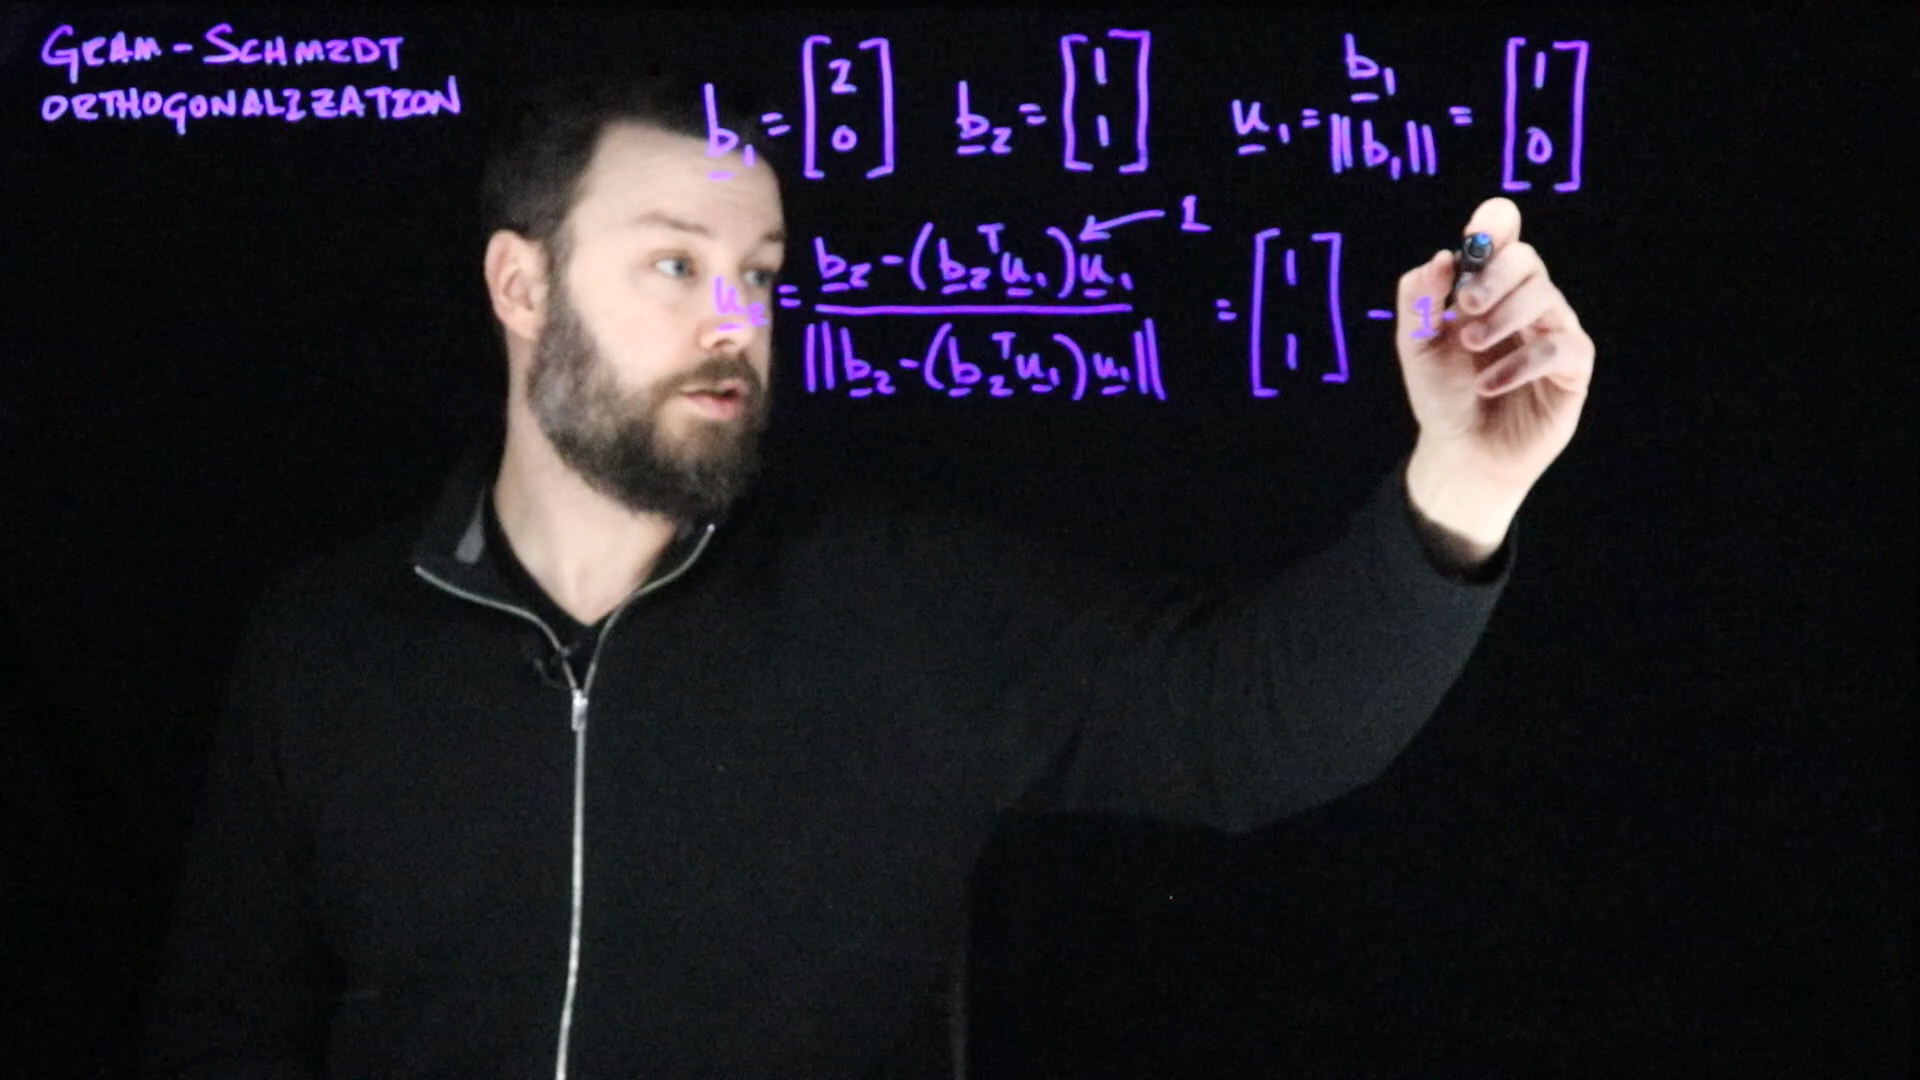 GRAM-SCHMIDT
ORTHOGONALIZATION
b₁ = [2 0] b₂ = [1 1] u₁ = b₁ / ||b₁|| = [1 0]
u₂ = b₂ - (b₂ᵀu₁)u₁ / ||b₂ - (b₂ᵀu₁)u₁|| ← 1 = [1 1] - 1·